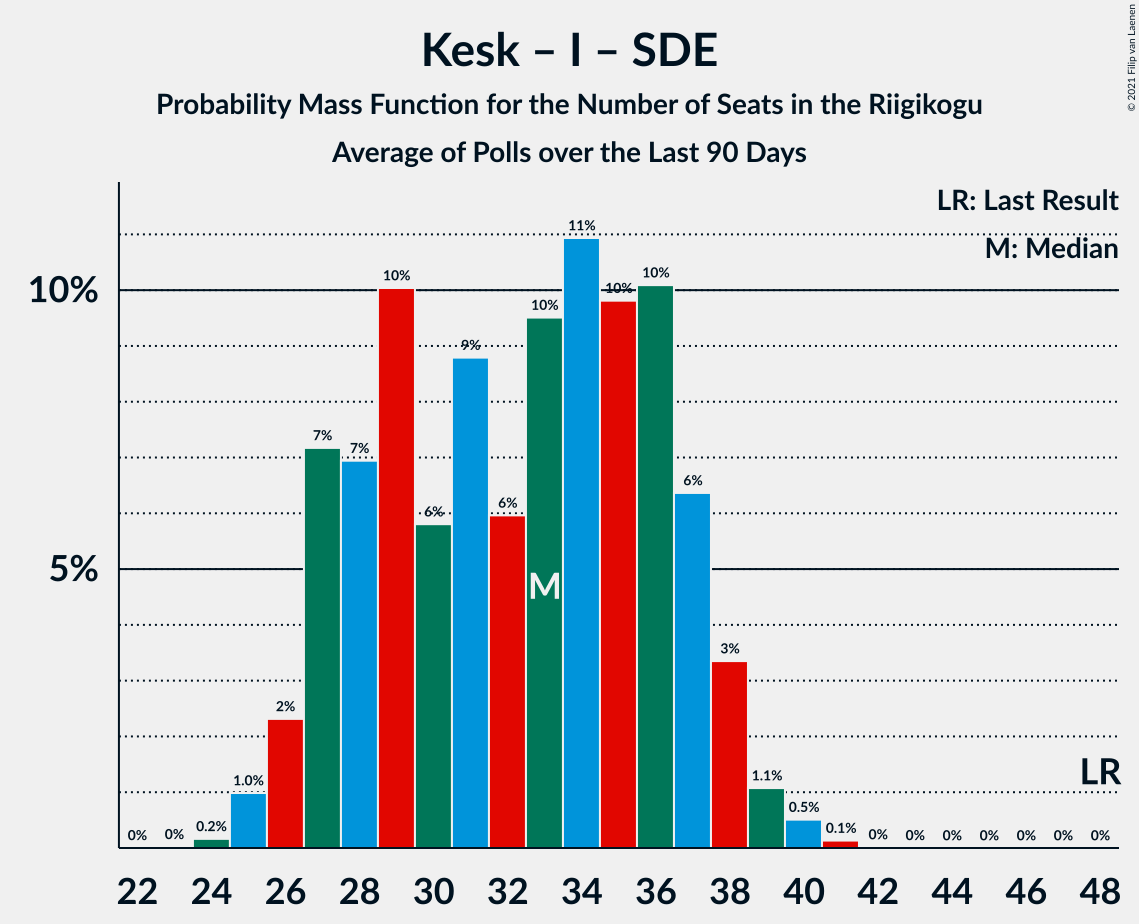 Kesk – I – SDE
Probability Mass Function for the Number of Seats in the Riigikogu
Average of Polls over the Last 90 Days
© 2021 Filip van Laenen
LR: Last Result
M: Median
10%
5%
0% 0% 0.2% 1.0% 2% 7% 7% 10% 6% 9% 6% 10% 11% 10% 10% 6% 3% 1.1% 0.5% 0.1% 0% 0% 0% 0% 0% 0% 0%
M
LR
22 24 26 28 30 32 34 36 38 40 42 44 46 48